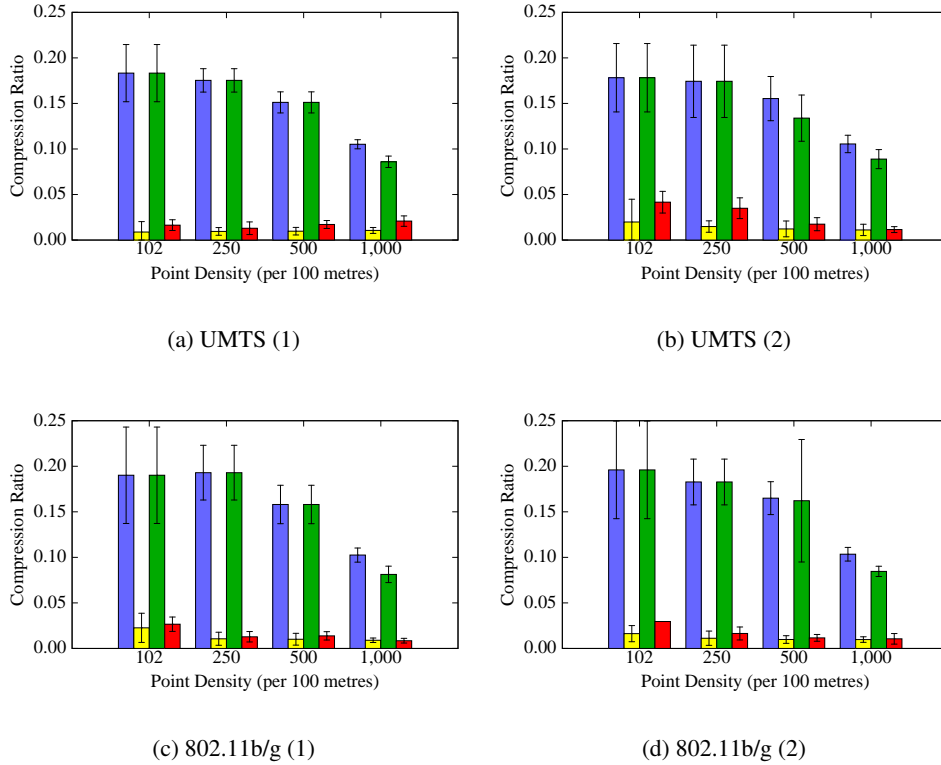 0.25
0.20
0.15
0.10
0.05
0.00
Compression Ratio
102 250 500 1,000
Point Density (per 100 metres)
(a) UMTS (1)
0.25
0.20
0.15
0.10
0.05
0.00
Compression Ratio
102 250 500 1,000
Point Density (per 100 metres)
(b) UMTS (2)
0.25
0.20
0.15
0.10
0.05
0.00
Compression Ratio
102 250 500 1,000
Point Density (per 100 metres)
(c) 802.11b/g (1)
0.25
0.20
0.15
0.10
0.05
0.00
Compression Ratio
102 250 500 1,000
Point Density (per 100 metres)
(d) 802.11b/g (2)